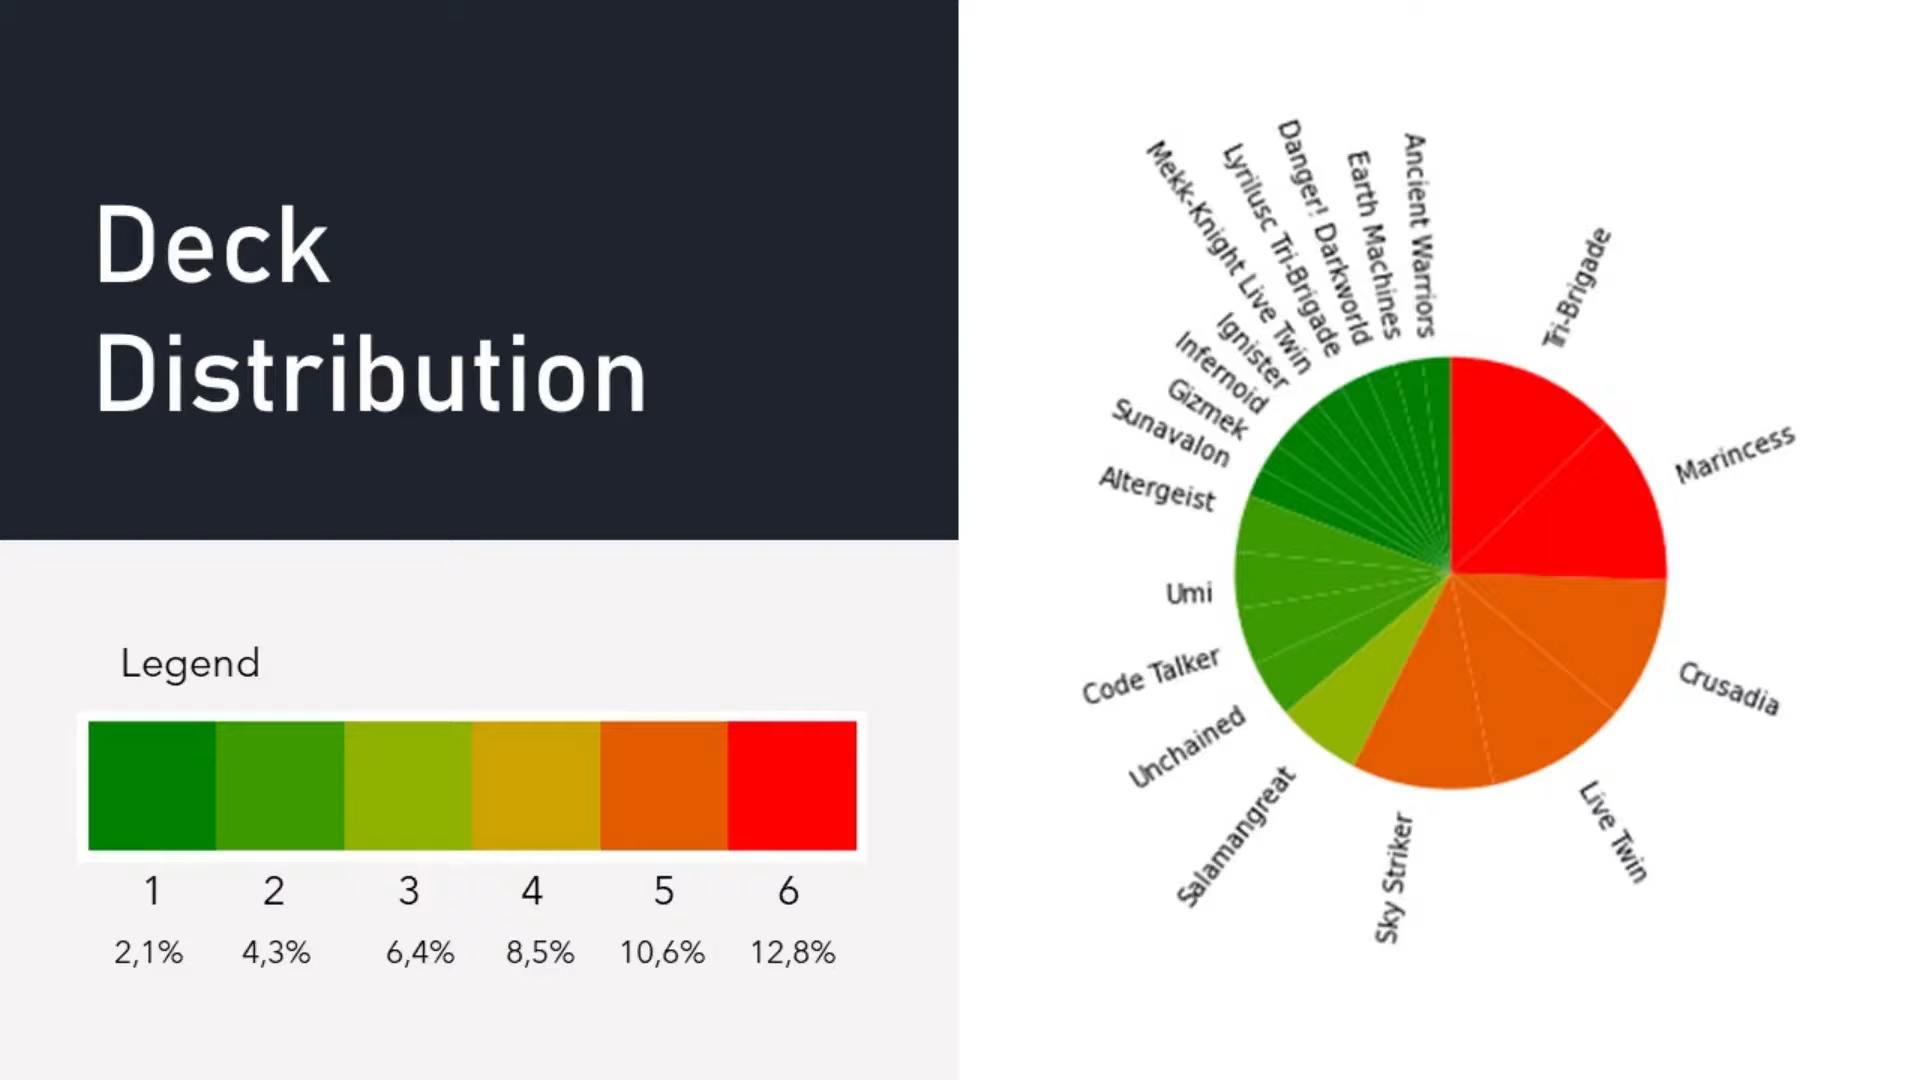 Deck
Distribution
Legend
1 2 3 4 5 6
2,1% 4,3% 6,4% 8,5% 10,6% 12,8%
Tri-Brigade
Marincess
Crusadia
Live Twin
Sky Striker
Salamangreat
Unchained
Code Talker
Umi
Altergeist
Sunavalon
Gizmek
Infernoid
Ignister
Mekk-Knight Live Twin
Lyrilusc Tri-Brigade
Danger! Darkworld
Earth Machines
Ancient Warriors